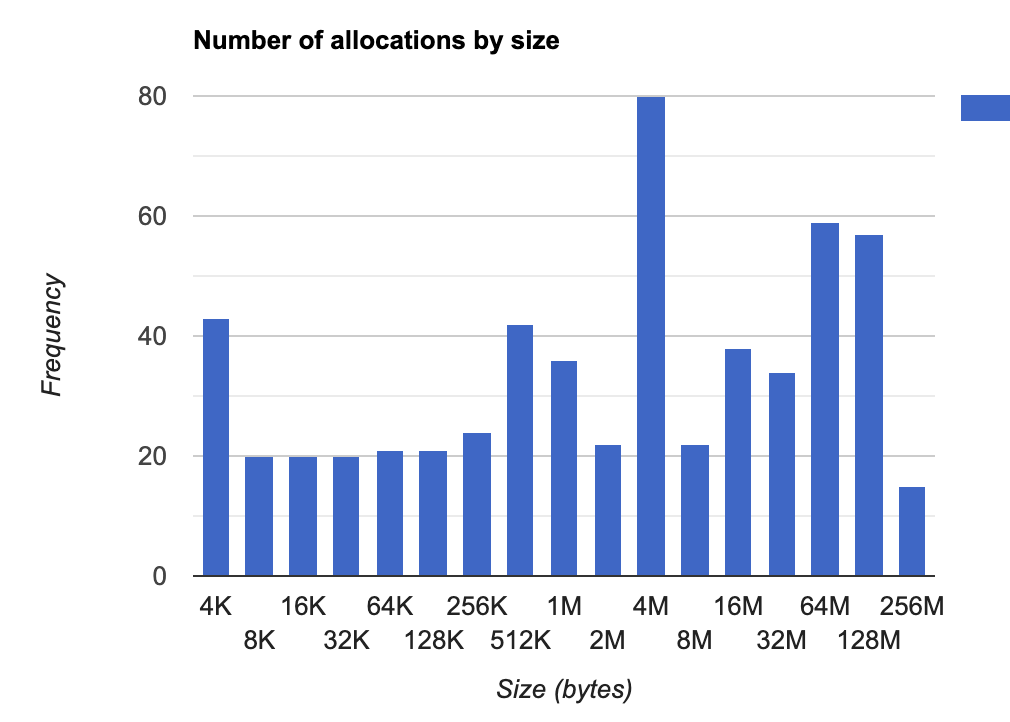 Number of allocations by size
80
60
40
20
0
Frequency
4K 16K 64K 256K 1M 4M 16M 64M 256M
8K 32K 128K 512K 2M 8M 32M 128M
Size (bytes)